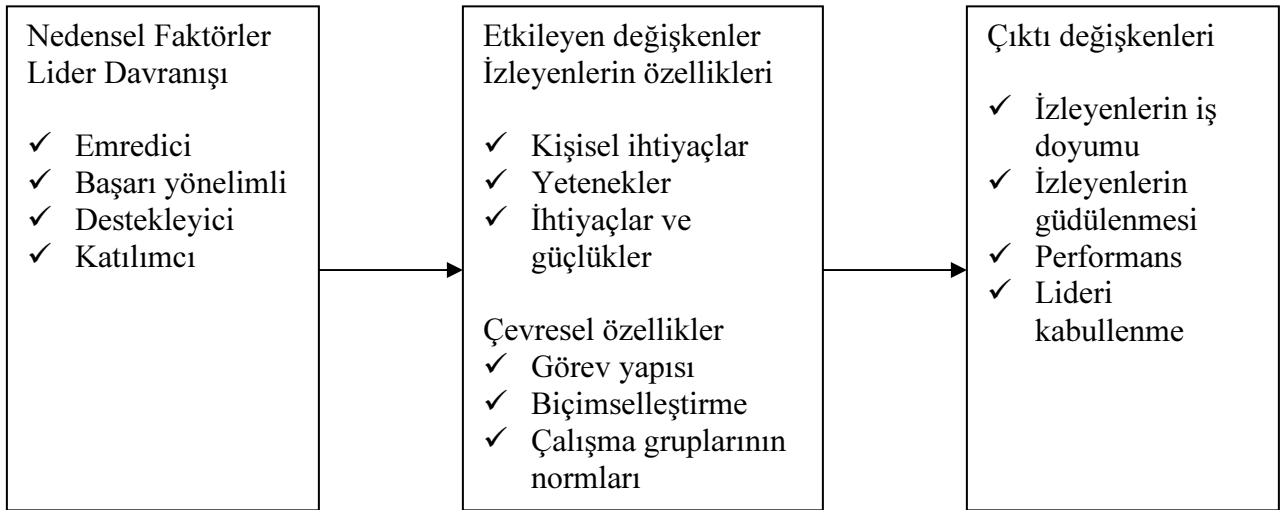 Nedensel Faktörler
Lider Davranışı
✓ Emredici
✓ Başarı yönelimli
✓ Destekleyici
✓ Katılımcı
Etkileyen değişkenler
İzleyenlerin özellikleri
✓ Kişisel ihtiyaçlar
✓ Yetenekler
✓ İhtiyaçlar ve
güçlükler
Çevresel özellikler
✓ Görev yapısı
✓ Biçimselleştirme
✓ Çalışma gruplarının
normları
Çıktı değişkenleri
✓ İzleyenlerin iş
doyumu
✓ İzleyenlerin
güdülenmesi
✓ Performans
✓ Lideri
kabullenme